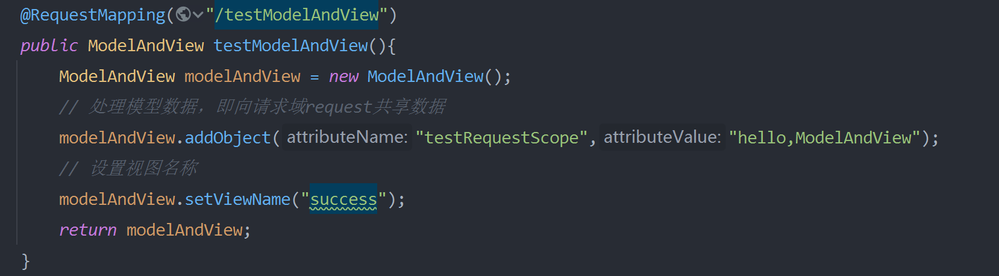 @RequestMapping("/testModelAndView")
public ModelAndView testModelAndView(){
ModelAndView modelAndView = new ModelAndView();
// 处理模型数据，即向请求域request共享数据
modelAndView.addObject( attributeName: "testRequestScope", attributeValue: "hello,ModelAndView");
// 设置视图名称
modelAndView.setViewName("success");
return modelAndView;
}